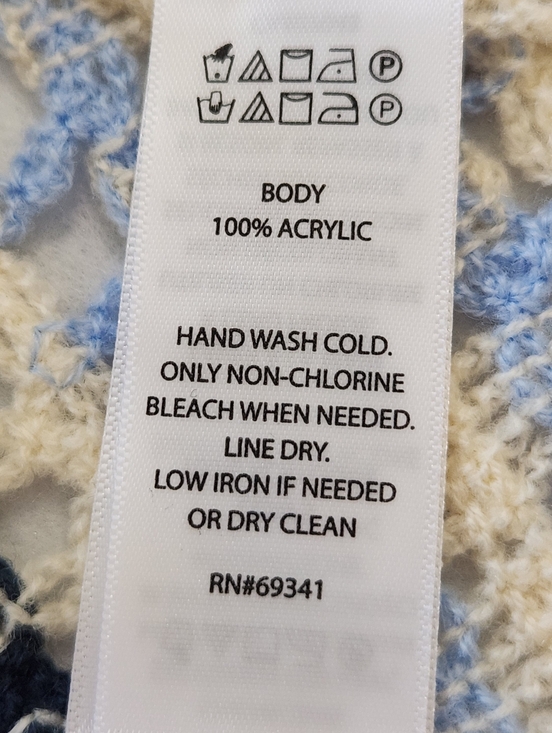 P
P
BODY
100% ACRYLIC
HAND WASH COLD.
ONLY NON-CHLORINE
BLEACH WHEN NEEDED.
LINE DRY.
LOW IRON IF NEEDED
OR DRY CLEAN
RN#69341